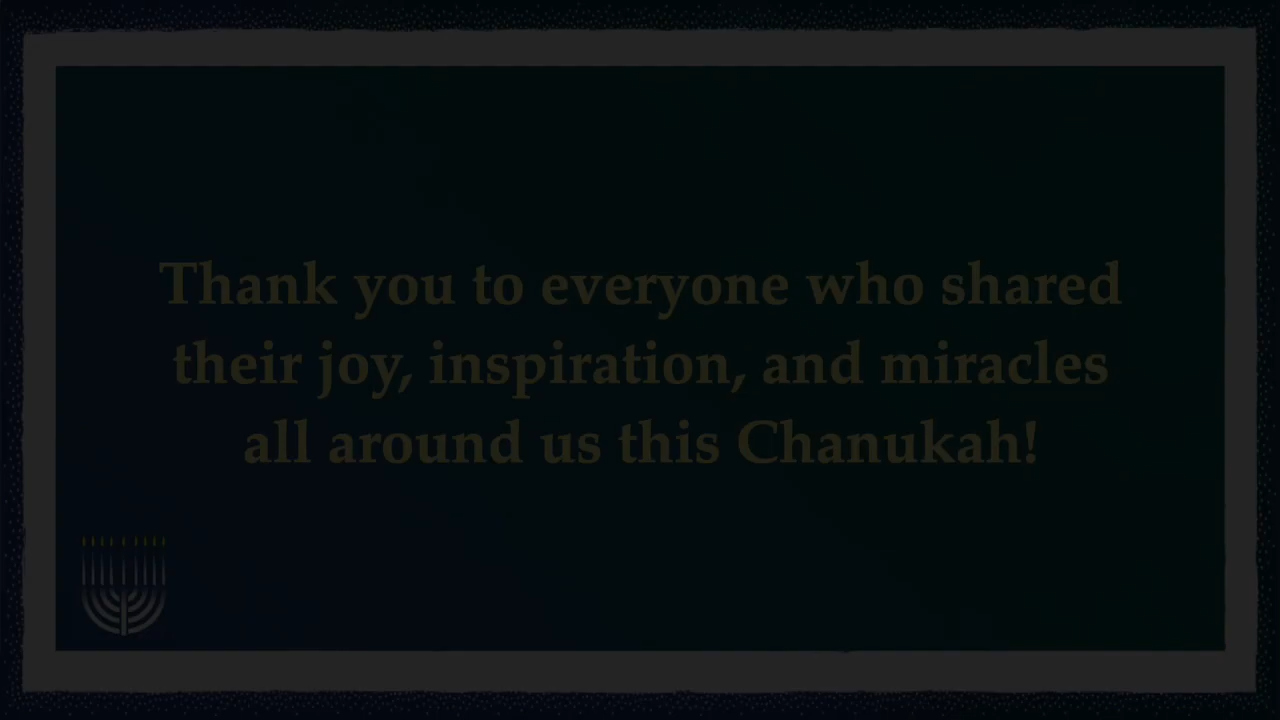 Thank you to everyone who shared
their joy, inspiration, and miracles
all around us this Chanukah!